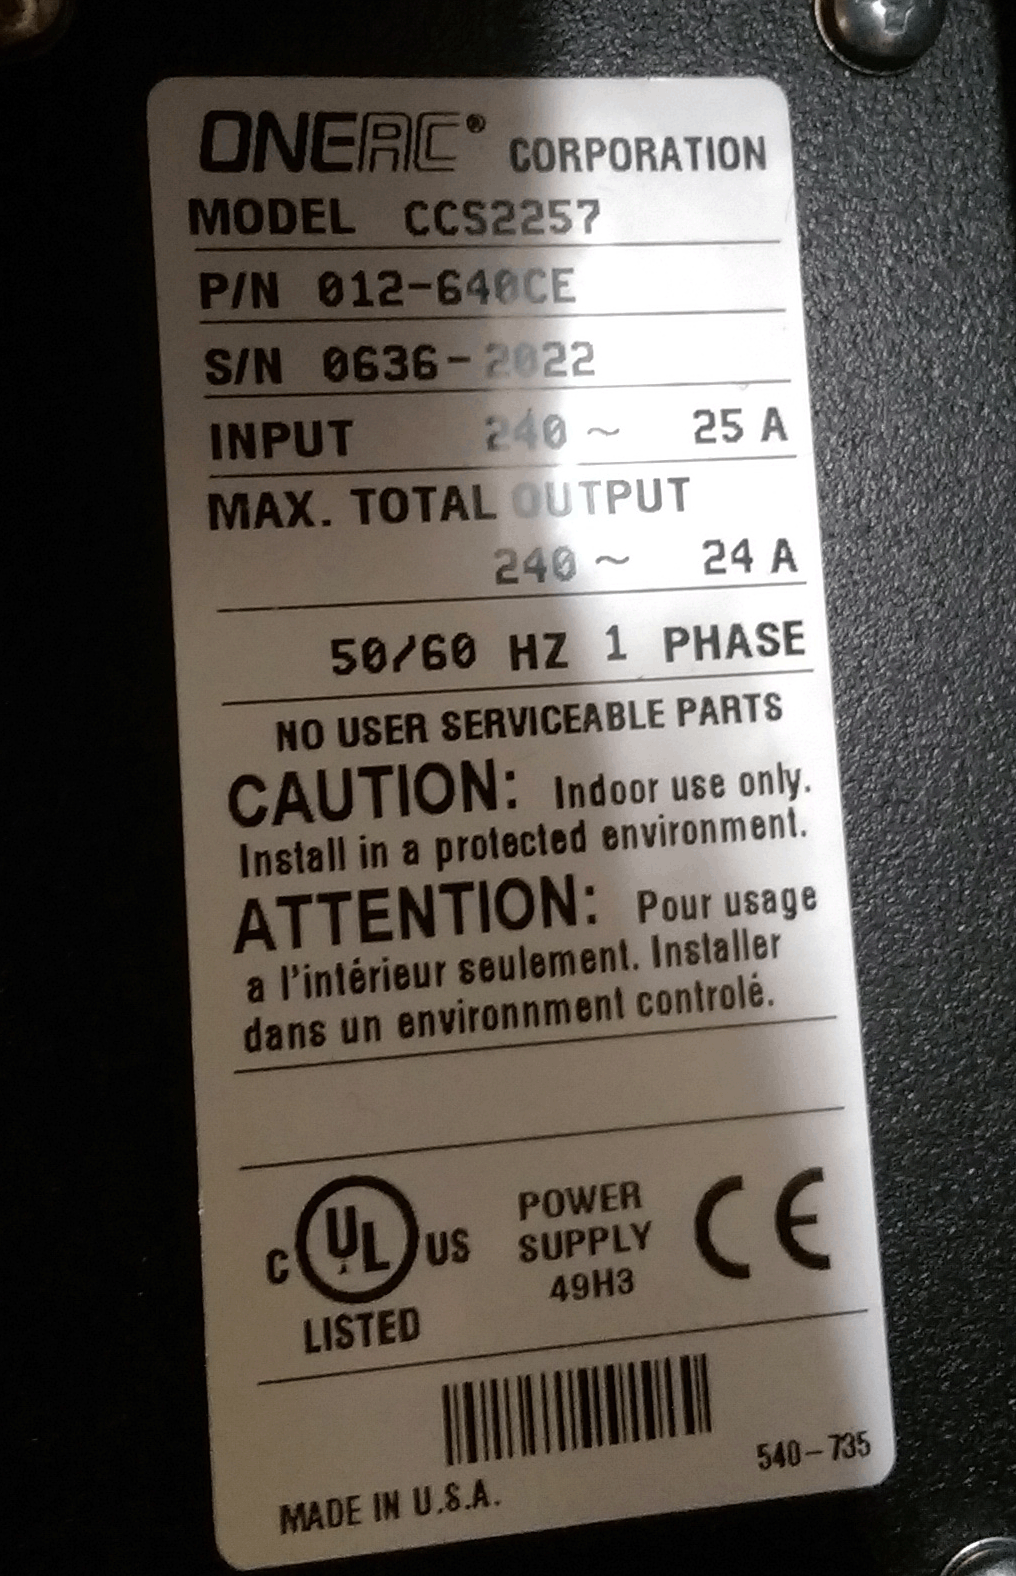 ONEAC® CORPORATION
MODEL CCS2257
P/N 012-640CE
S/N 0636-2022
INPUT 240 ~ 25 A
MAX. TOTAL OUTPUT
240 ~ 24 A
50/60 HZ 1 PHASE
NO USER SERVICEABLE PARTS
CAUTION: Indoor use only.
Install in a protected environment.
ATTENTION: Pour usage
a l'intérieur seulement. Installer
dans un environnment controlé.
C UL US
LISTED
POWER
SUPPLY
49H3
CE
540-735
MADE IN U.S.A.